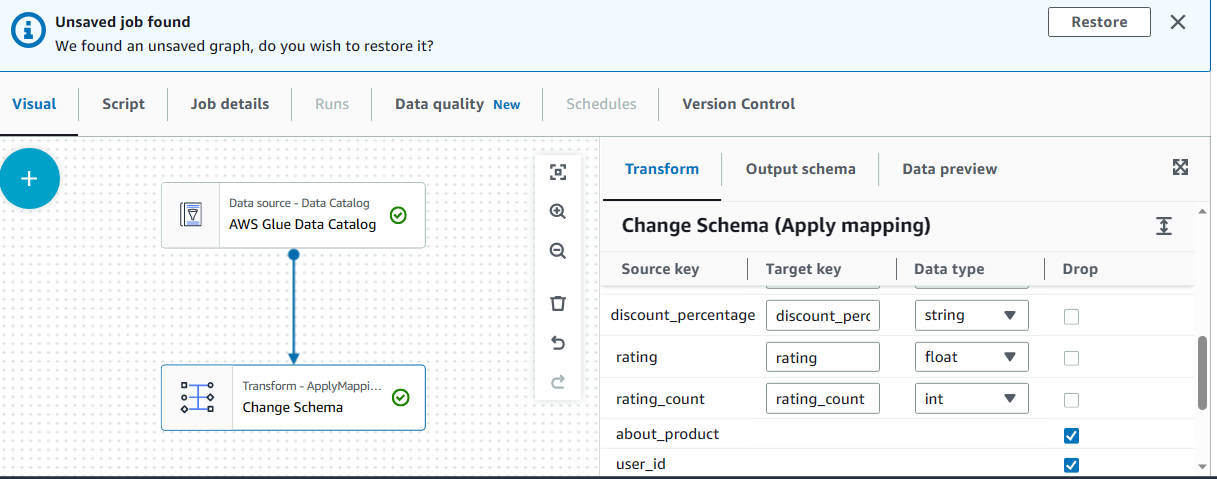 Unsaved job found
We found an unsaved graph, do you wish to restore it?
Restore
Visual
Script
Job details
Runs
Data quality New
Schedules
Version Control
Data source - Data Catalog
AWS Glue Data Catalog
Transform - ApplyMappi...
Change Schema
Transform
Output schema
Data preview
Change Schema (Apply mapping)
Source key Target key Data type Drop
discount_percentage discount_perc string
rating rating float
rating_count rating_count int
about_product
user_id